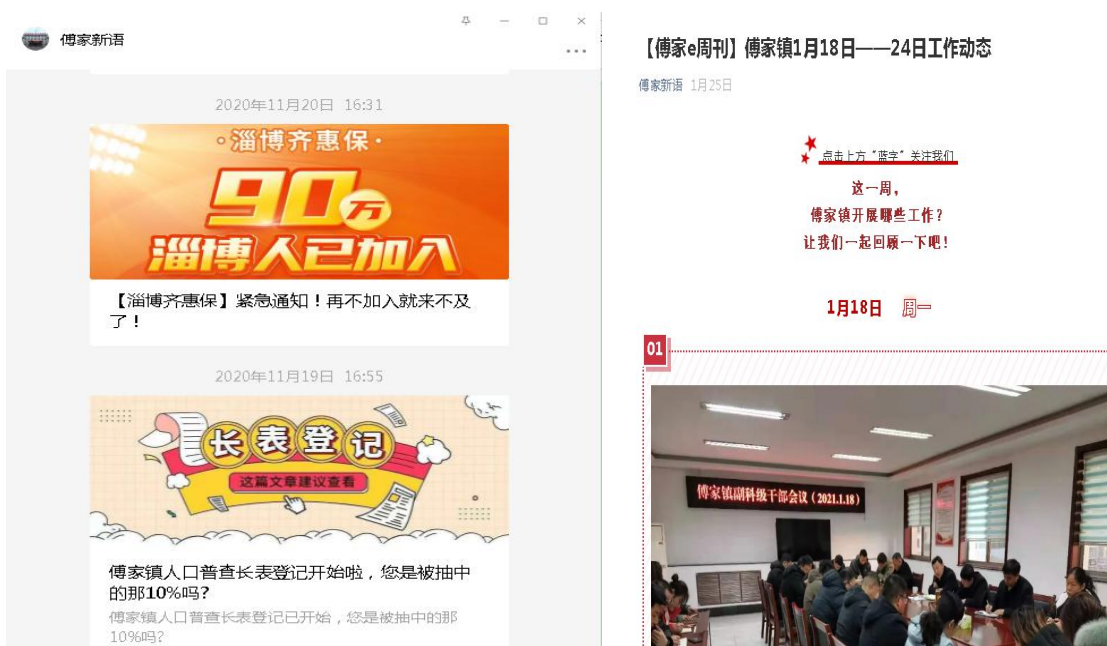 傅家新语
2020年11月20日 16:31
·淄博齐惠保·
90万
淄博人已加入
【淄博齐惠保】紧急通知！再不加入就来不及
了！
2020年11月19日 16:55
长表登记
这篇文章建议查看
傅家镇人口普查长表登记开始啦，您是被抽中
的那10%吗?
傅家镇人口普查长表登记已开始，您是被抽中的那
10%吗?
【傅家e周刊】傅家镇1月18日——24日工作动态
傅家新语 1月25日
点击上方“蓝字”关注我们
这一周，
傅家镇开展哪些工作？
让我们一起回顾一下吧！
1月18日 周一
01
傅家镇副科级干部会议（2021.1.18）